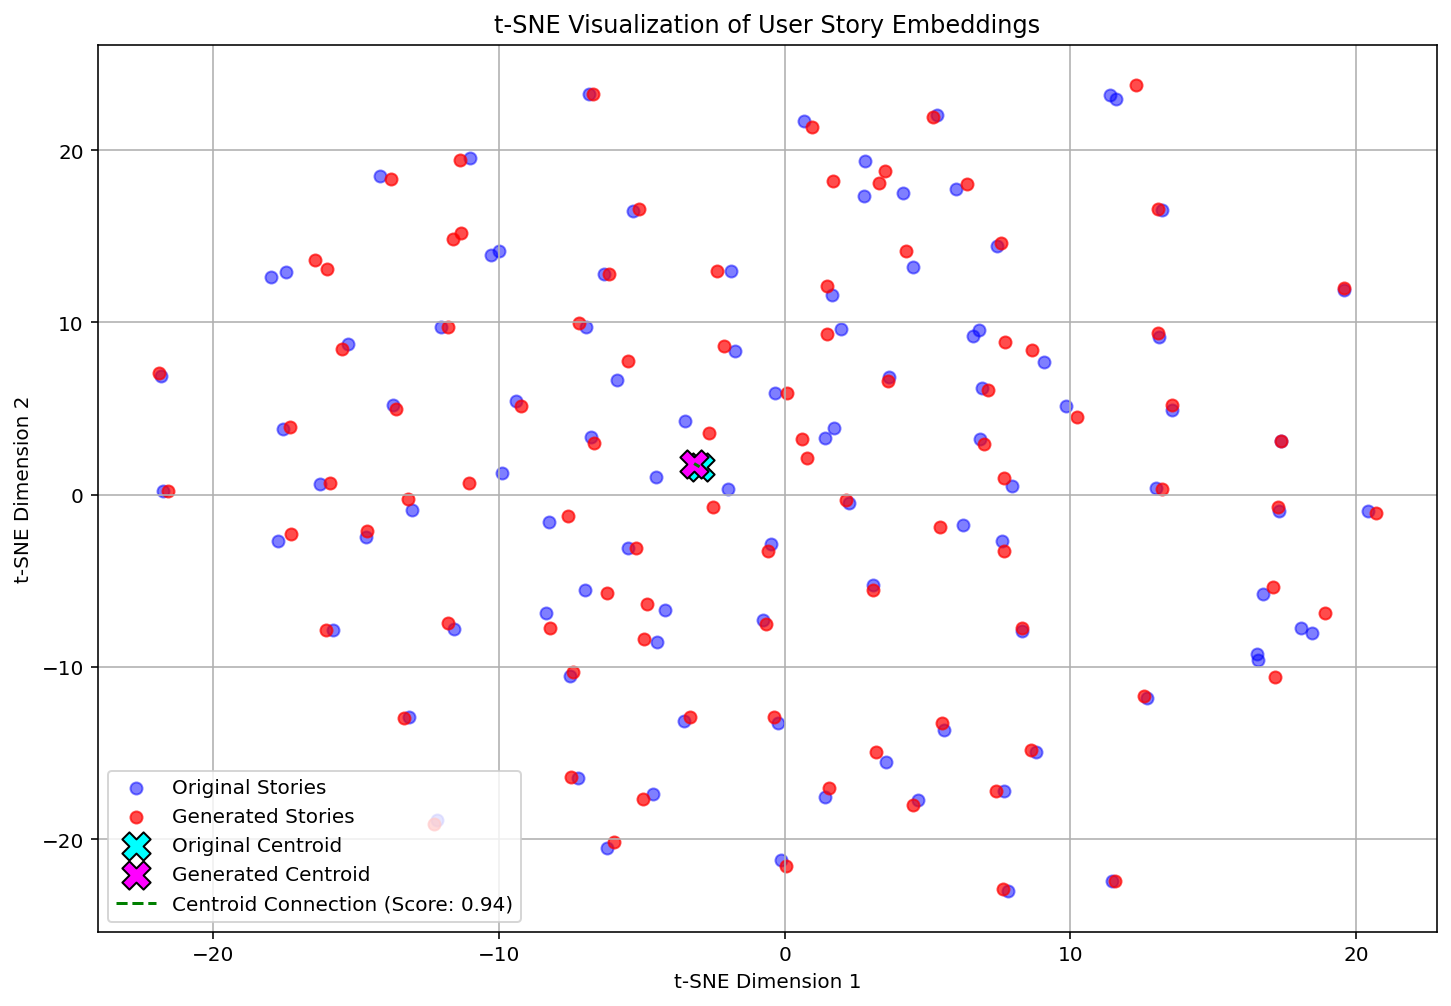 t-SNE Visualization of User Story Embeddings
20
10
0
−10
−20
t-SNE Dimension 2
Original Stories
Generated Stories
Original Centroid
Generated Centroid
Centroid Connection (Score: 0.94)
−20 −10 0 10 20
t-SNE Dimension 1